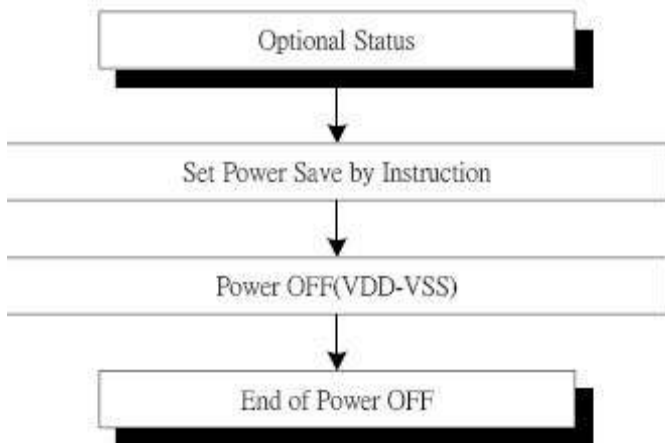 Optional Status
Set Power Save by Instruction
Power OFF(VDD-VSS)
End of Power OFF